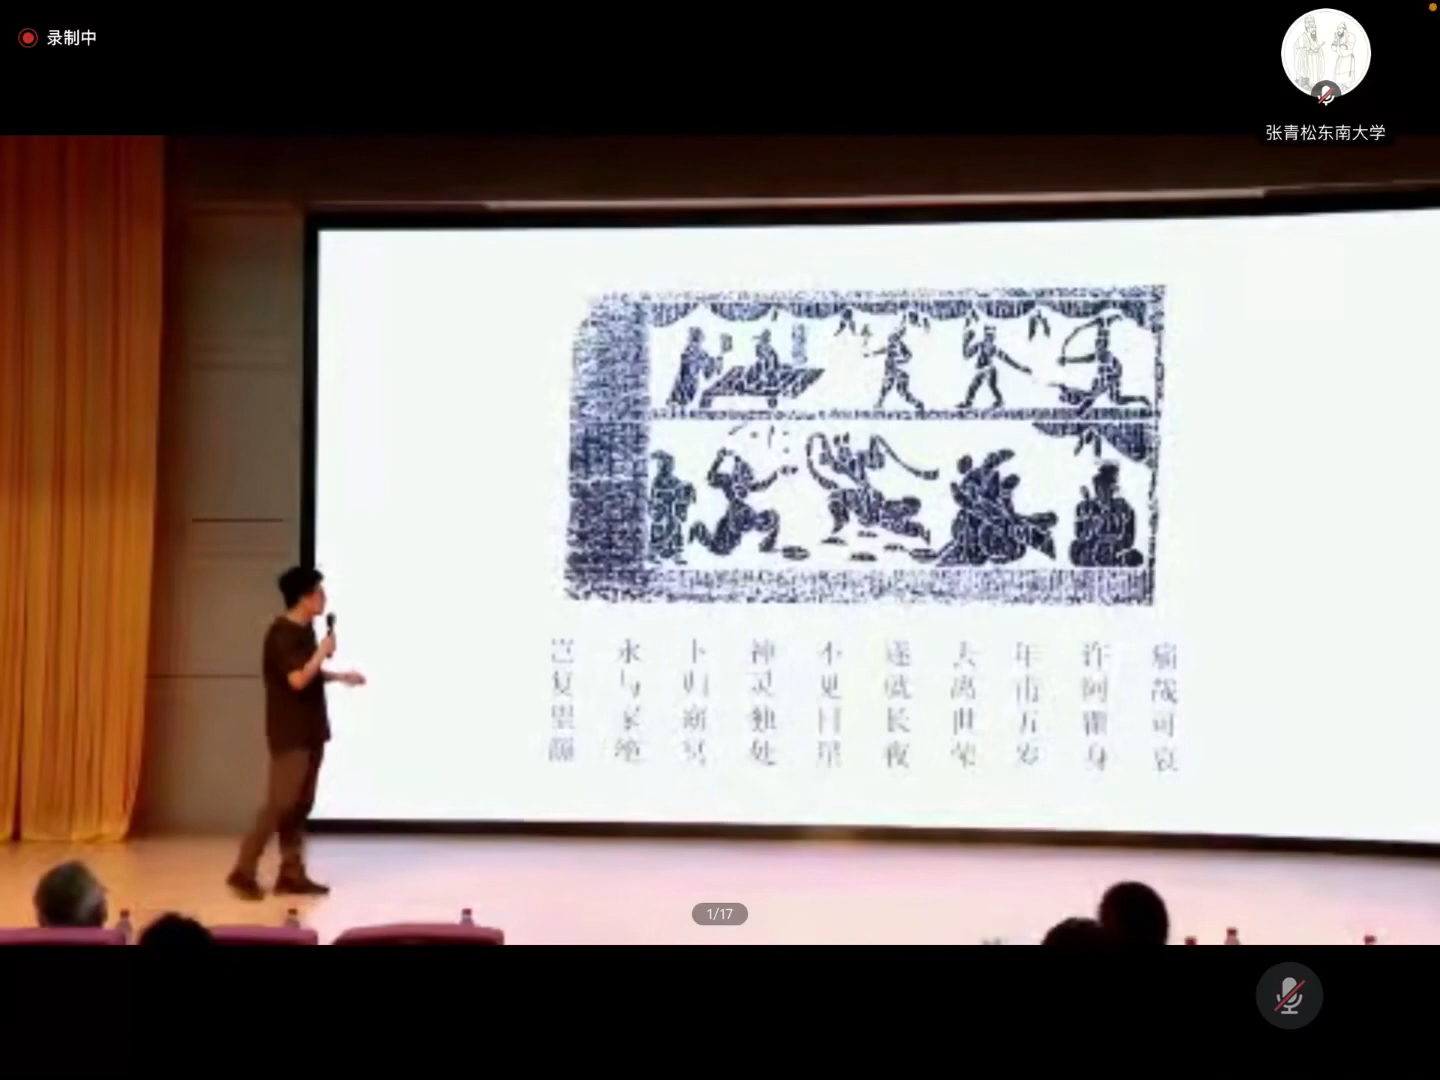 录制中
张青松东南大学
痛哉可哀
许阿瞿身
年甫五岁
去离世荣
遂就长夜
不见日星
神灵独处
下归窈冥
永与家绝
岂复望颜
1/17